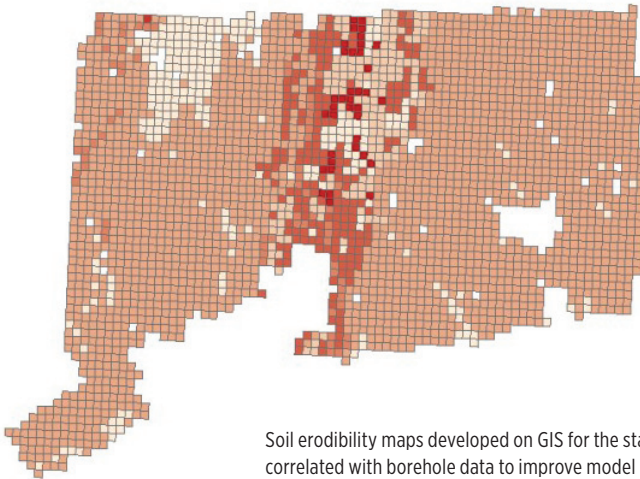 Soil erodibility maps developed on GIS for the sta
correlated with borehole data to improve model